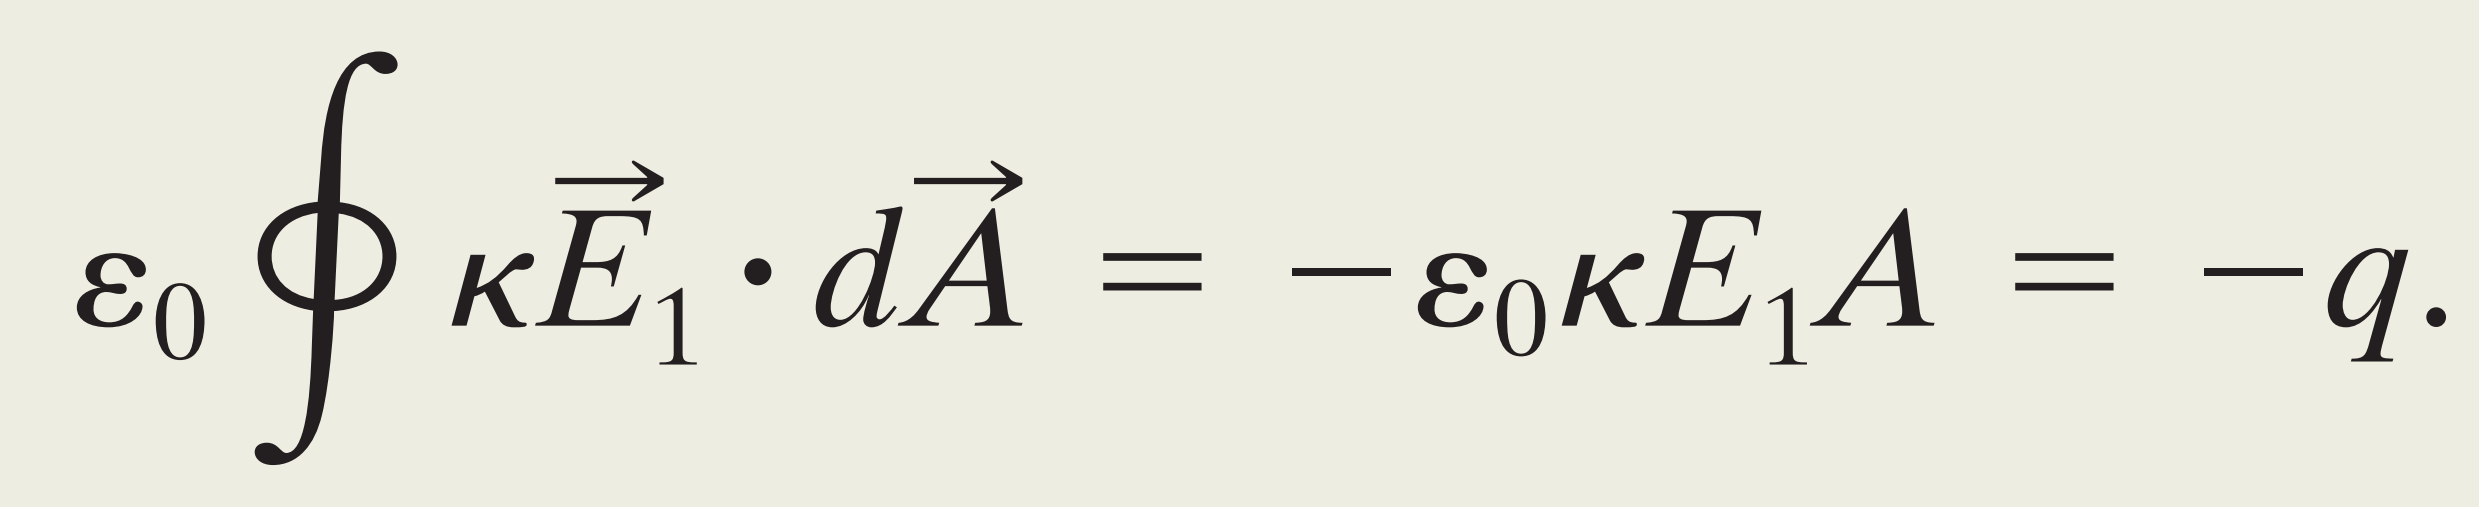 ε₀ ∮ κE⃗₁ • dA⃗ = −ε₀κE₁A = −q.